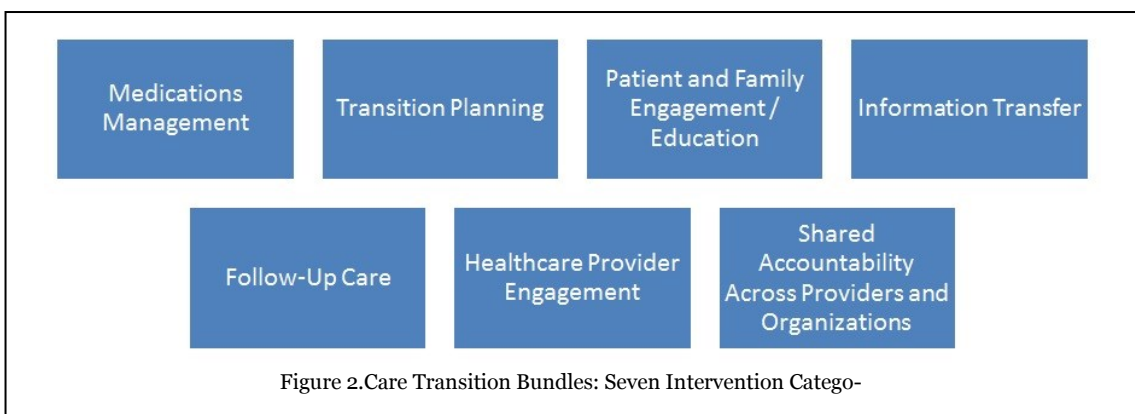 Medications
Management
Transition Planning
Patient and Family
Engagement /
Education
Information Transfer
Follow-Up Care
Healthcare Provider
Engagement
Shared
Accountability
Across Providers and
Organizations
Figure 2.Care Transition Bundles: Seven Intervention Catego-